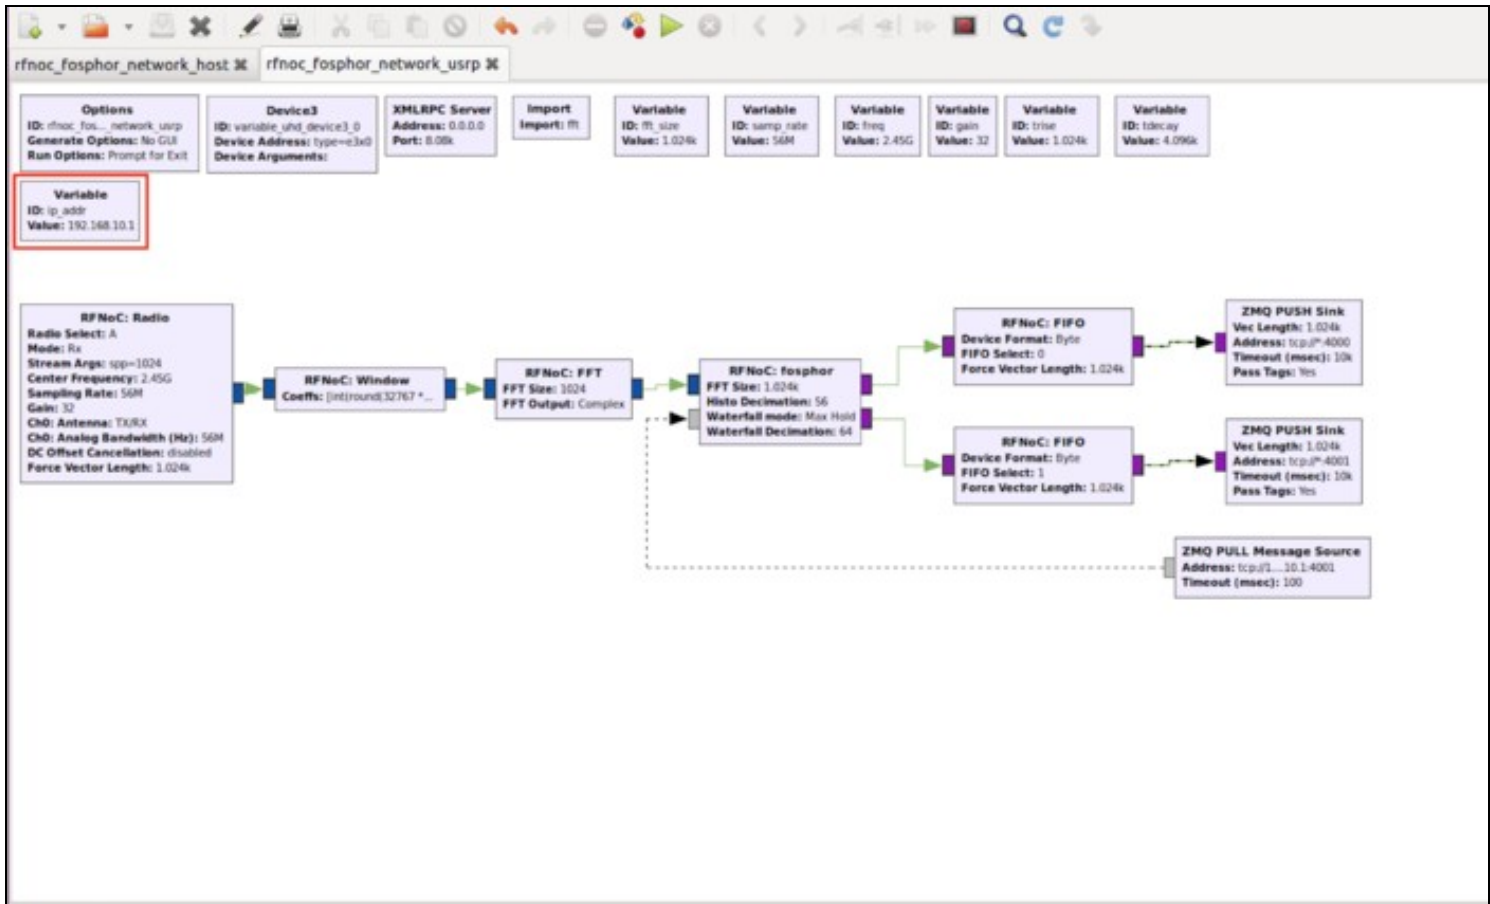 rfnoc_fosphor_network_host ✖ rfnoc_fosphor_network_usrp ✖
Options
ID: rfnoc_fos..._network_usrp
Generate Options: No GUI
Run Options: Prompt for Exit
Device3
ID: variable_uhd_device3_0
Device Address: type=e3x0
Device Arguments:
XMLRPC Server
Address: 0.0.0.0
Port: 8.08k
Import
Import: fft
Variable
ID: fft_size
Value: 1.024k
Variable
ID: samp_rate
Value: 56M
Variable
ID: freq
Value: 2.45G
Variable
ID: gain
Value: 32
Variable
ID: trise
Value: 1.024k
Variable
ID: tdecay
Value: 4.096k
Variable
ID: ip_addr
Value: 192.168.10.1
RFNoC: Radio
Radio Select: A
Mode: Rx
Stream Args: spp=1024
Center Frequency: 2.45G
Sampling Rate: 56M
Gain: 32
Ch0: Antenna: TX/RX
Ch0: Analog Bandwidth (Hz): 56M
DC Offset Cancellation: disabled
Force Vector Length: 1.024k
RFNoC: Window
Coeffs: [int(round(32767 *...
RFNoC: FFT
FFT Size: 1024
FFT Output: Complex
RFNoC: fosphor
FFT Size: 1.024k
Histo Decimation: 56
Waterfall mode: Max Hold
Waterfall Decimation: 64
RFNoC: FIFO
Device Format: Byte
FIFO Select: 0
Force Vector Length: 1.024k
ZMQ PUSH Sink
Vec Length: 1.024k
Address: tcp://*:4000
Timeout (msec): 10k
Pass Tags: Yes
RFNoC: FIFO
Device Format: Byte
FIFO Select: 1
Force Vector Length: 1.024k
ZMQ PUSH Sink
Vec Length: 1.024k
Address: tcp://*:4001
Timeout (msec): 10k
Pass Tags: Yes
ZMQ PULL Message Source
Address: tcp://1....10.1:4001
Timeout (msec): 100